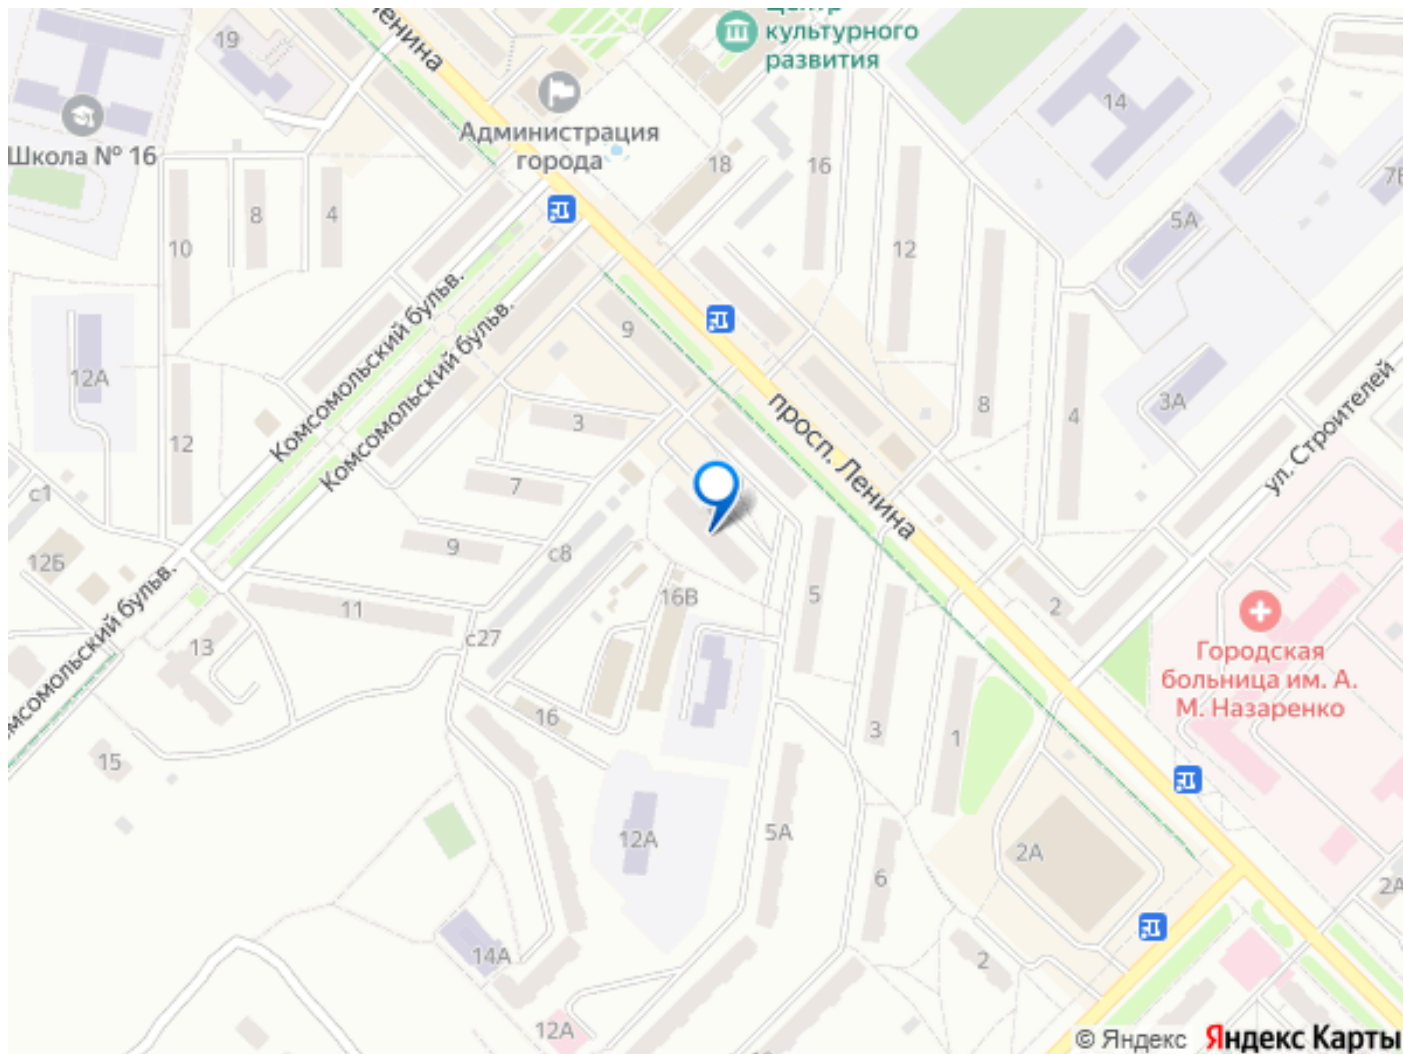 Ленина
Центр
культурного
развития
19
14
Администрация
города
Школа № 16
18
16
7В
10
8
4
5А
12
Комсомольский бульв.
Комсомольский бульв.
9
12А
8
4
3А
просп. Ленина
ул. Строителей
12
3
7
с1
9
с8
12Б
16В
5
2
11
13
с27
Городская
больница им. А.
М. Назаренко
Комсомольский бульв.
16
3
1
15
12А
5А
2А
6
2А
14А
2
12А
© Яндекс Яндекс Карты